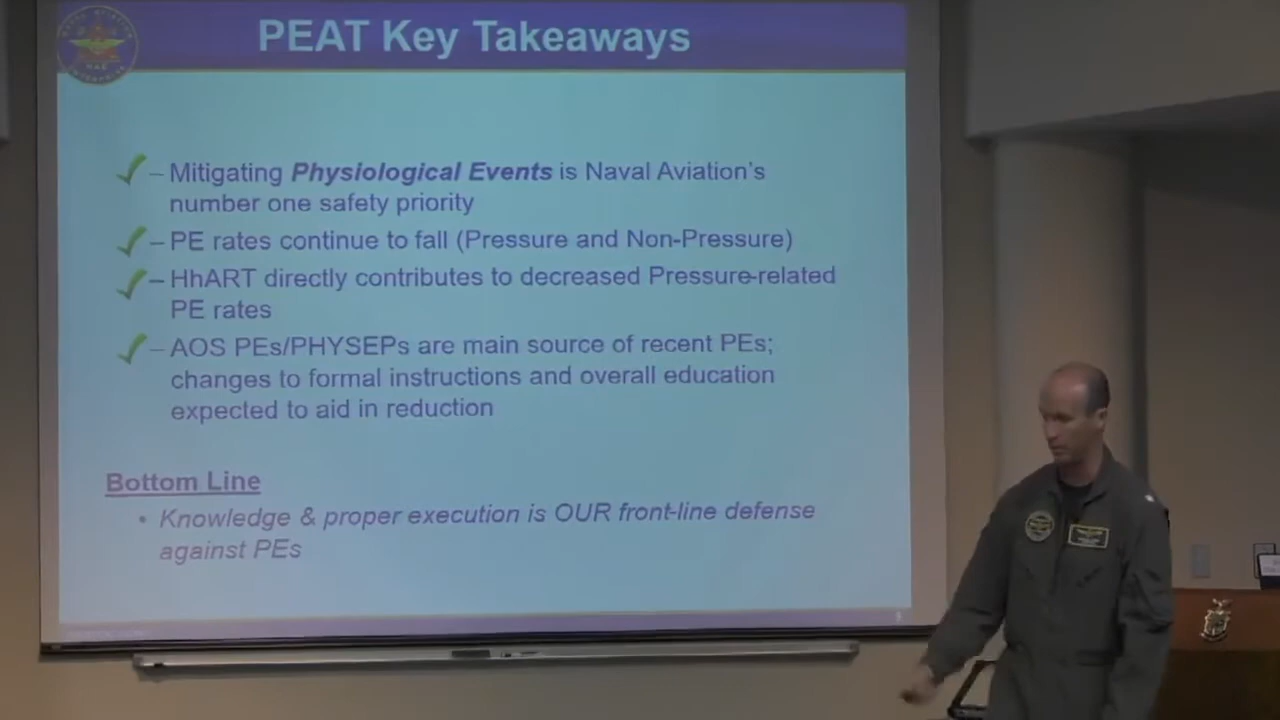 PEAT Key Takeaways
– Mitigating Physiological Events is Naval Aviation's
number one safety priority
– PE rates continue to fall (Pressure and Non-Pressure)
– HhART directly contributes to decreased Pressure-related
PE rates
– AOS PEs/PHYSEPs are main source of recent PEs;
changes to formal instructions and overall education
expected to aid in reduction
Bottom Line
• Knowledge & proper execution is OUR front-line defense
against PEs